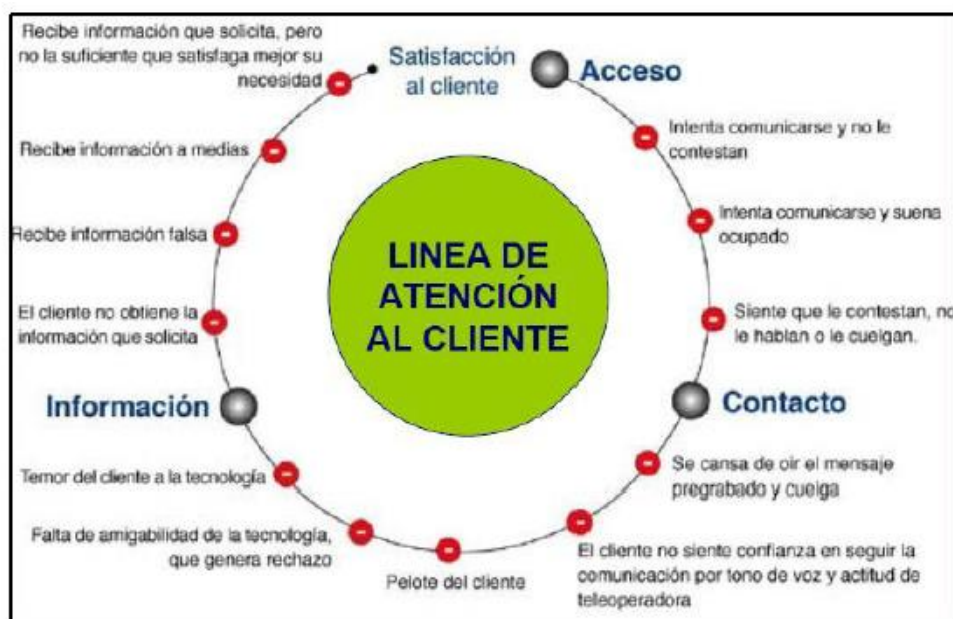 Recibe información que solicita, pero
no la suficiente que satisfaga mejor su
necesidad
Satisfacción
al cliente
Acceso
Intenta comunicarse y no le
contestan
Recibe información a medias
Intenta comunicarse y suena
ocupado
Recibe información falsa
LINEA DE
ATENCIÓN
AL CLIENTE
El cliente no obtiene la
información que solicita
Siente que le contestan, no
le hablan o le cuelgan.
Información
Contacto
Temor del cliente a la tecnología
Se cansa de oir el mensaje
pregrabado y cuelga
Falta de amigabilidad de la tecnología,
que genera rechazo
Pelote del cliente
El cliente no siente confianza en seguir la
comunicación por tono de voz y actitud de
teleoperadora